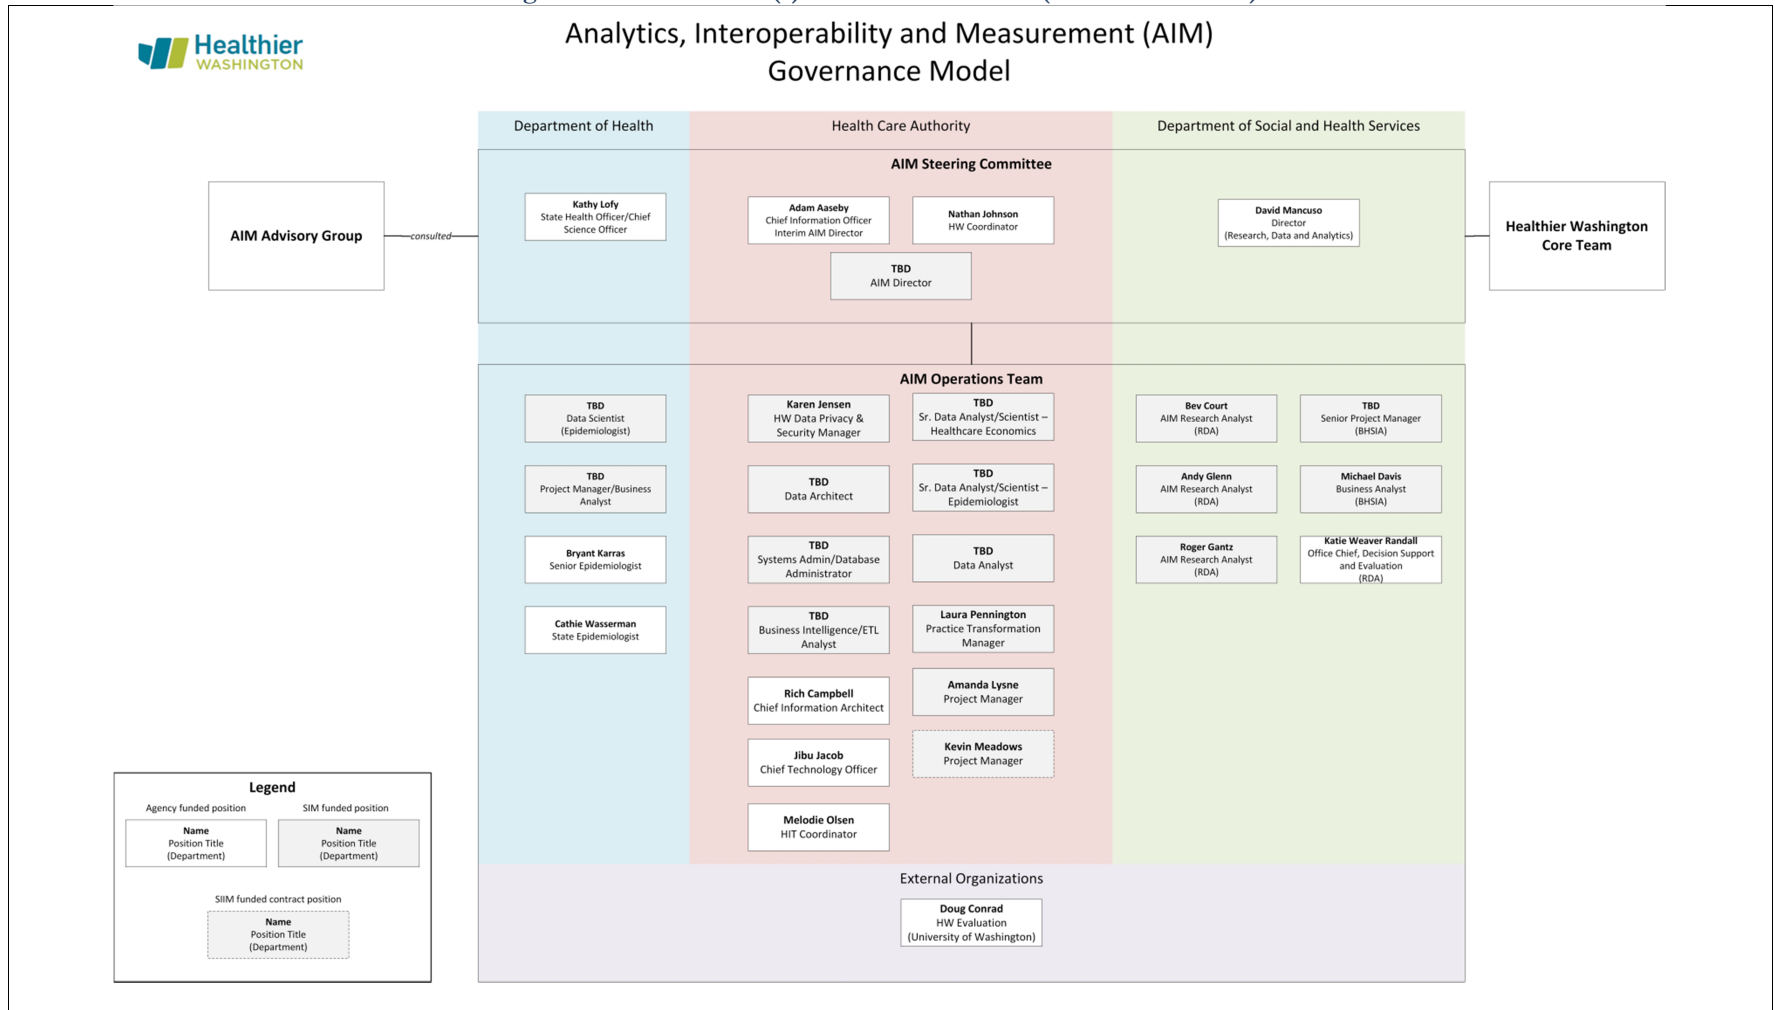 Healthier
WASHINGTON
Analytics, Interoperability and Measurement (AIM)
Governance Model
Department of Health
Health Care Authority
Department of Social and Health Services
AIM Steering Committee
AIM Advisory Group
consulted
Kathy Lofy
State Health Officer/Chief
Science Officer
Adam Aaseby
Chief Information Officer
Interim AIM Director
Nathan Johnson
HW Coordinator
TBD
AIM Director
David Mancuso
Director
(Research, Data and Analytics)
Healthier Washington
Core Team
AIM Operations Team
TBD
Data Scientist
(Epidemiologist)
TBD
Project Manager/Business
Analyst
Bryant Karras
Senior Epidemiologist
Cathie Wasserman
State Epidemiologist
Karen Jensen
HW Data Privacy &
Security Manager
TBD
Data Architect
TBD
Systems Admin/Database
Administrator
TBD
Business Intelligence/ETL
Analyst
Rich Campbell
Chief Information Architect
Jibu Jacob
Chief Technology Officer
Melodie Olsen
HIT Coordinator
TBD
Sr. Data Analyst/Scientist –
Healthcare Economics
TBD
Sr. Data Analyst/Scientist –
Epidemiologist
TBD
Data Analyst
Laura Pennington
Practice Transformation
Manager
Amanda Lysne
Project Manager
Kevin Meadows
Project Manager
Bev Court
AIM Research Analyst
(RDA)
Andy Glenn
AIM Research Analyst
(RDA)
Roger Gantz
AIM Research Analyst
(RDA)
TBD
Senior Project Manager
(BHSIA)
Michael Davis
Business Analyst
(BHSIA)
Katie Weaver Randall
Office Chief, Decision Support
and Evaluation
(RDA)
External Organizations
Doug Conrad
HW Evaluation
(University of Washington)
Legend
Agency funded position
Name
Position Title
(Department)
SIM funded position
Name
Position Title
(Department)
SIIM funded contract position
Name
Position Title
(Department)